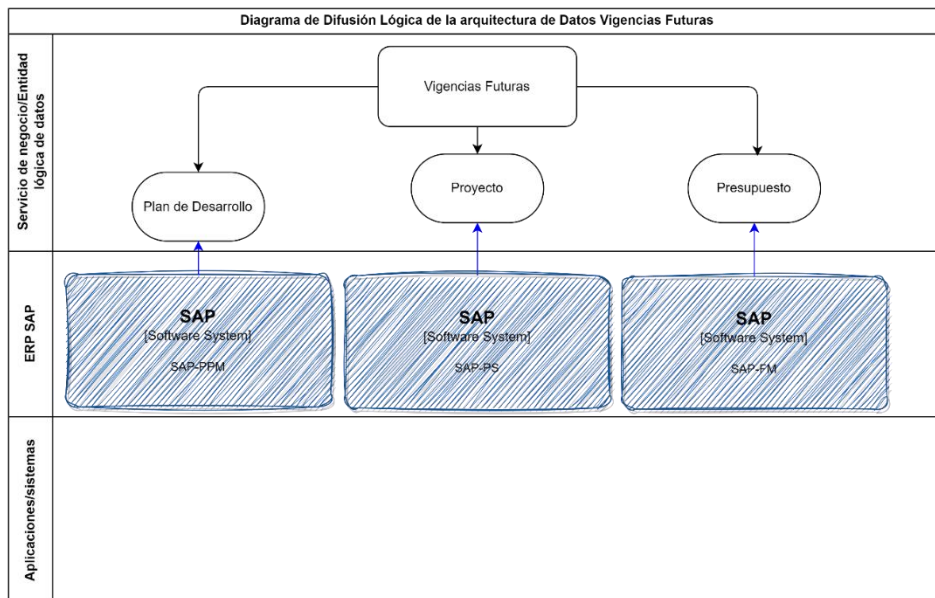 Diagrama de Difusión Lógica de la arquitectura de Datos Vigencias Futuras
Servicio de negocio/Entidad
lógica de datos
Vigencias Futuras
Plan de Desarrollo
Proyecto
Presupuesto
ERP SAP
SAP
[Software System]
SAP-PPM
SAP
[Software System]
SAP-PS
SAP
[Software System]
SAP-FM
Aplicaciones/sistemas